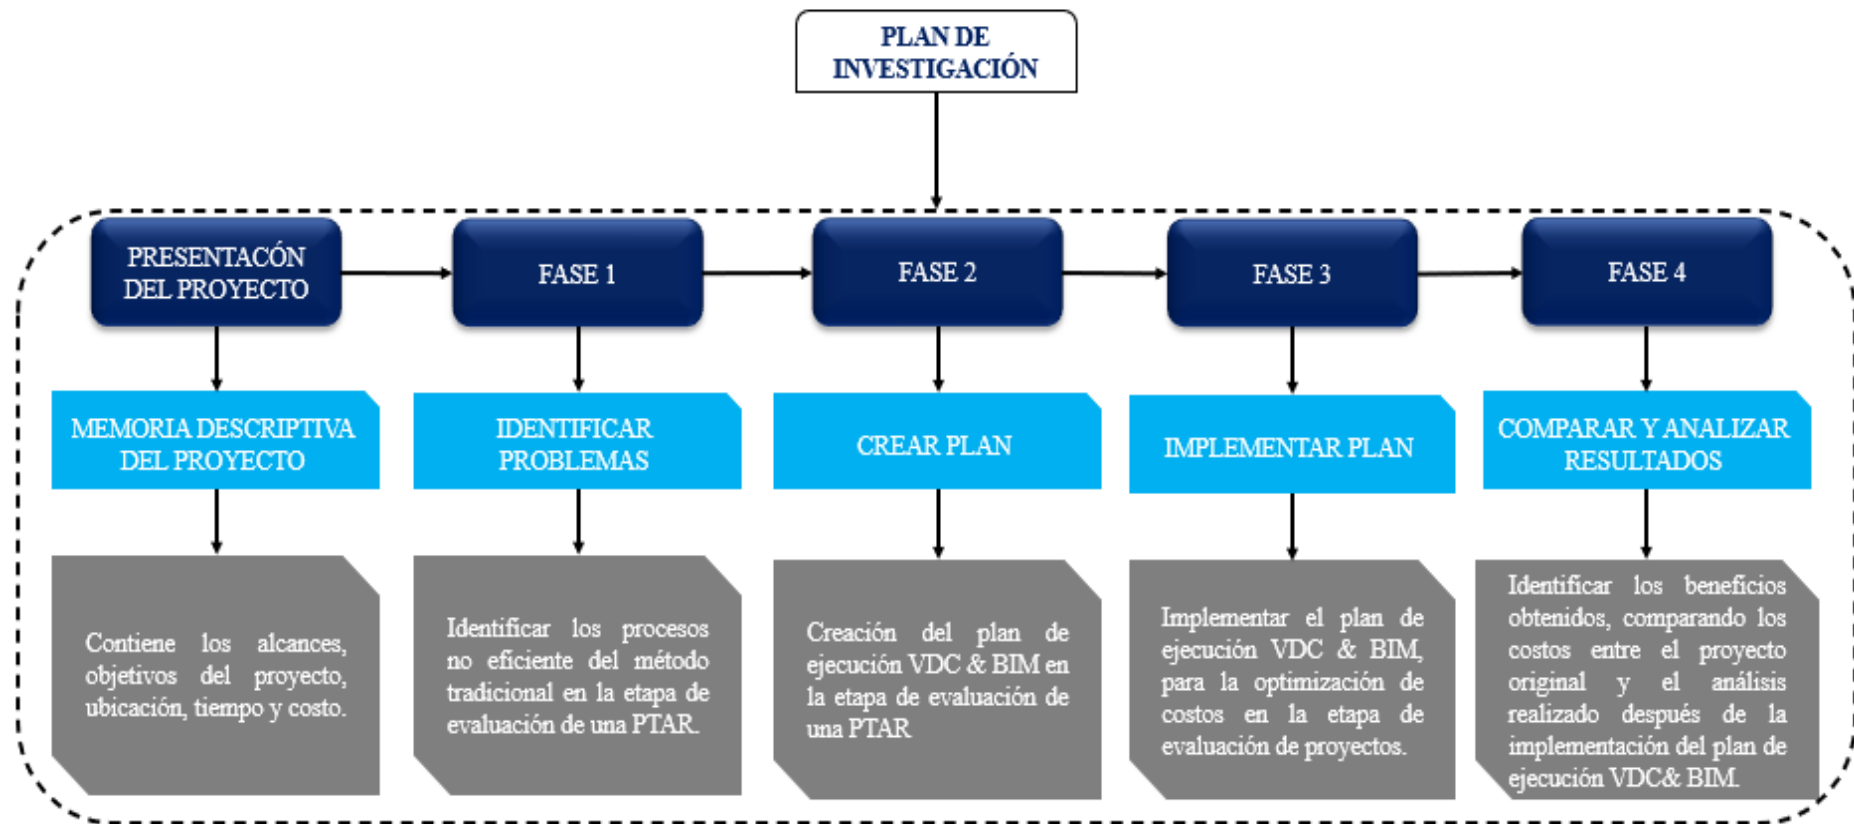 PLAN DE
INVESTIGACIÓN
PRESENTACÓN
DEL PROYECTO
FASE 1
FASE 2
FASE 3
FASE 4
MEMORIA DESCRIPTIVA
DEL PROYECTO
IDENTIFICAR
PROBLEMAS
CREAR PLAN
IMPLEMENTAR PLAN
COMPARAR Y ANALIZAR
RESULTADOS
Contiene los alcances,
objetivos del proyecto,
ubicación, tiempo y costo.
Identificar los procesos
no eficiente del método
tradicional en la etapa de
evaluación de una PTAR.
Creación del plan de
ejecución VDC & BIM en
la etapa de evaluación de
una PTAR
Implementar el plan de
ejecución VDC & BIM,
para la optimización de
costos en la etapa de
evaluación de proyectos.
Identificar los beneficios
obtenidos, comparando los
costos entre el proyecto
original y el análisis
realizado después de la
implementación del plan de
ejecución VDC& BIM.